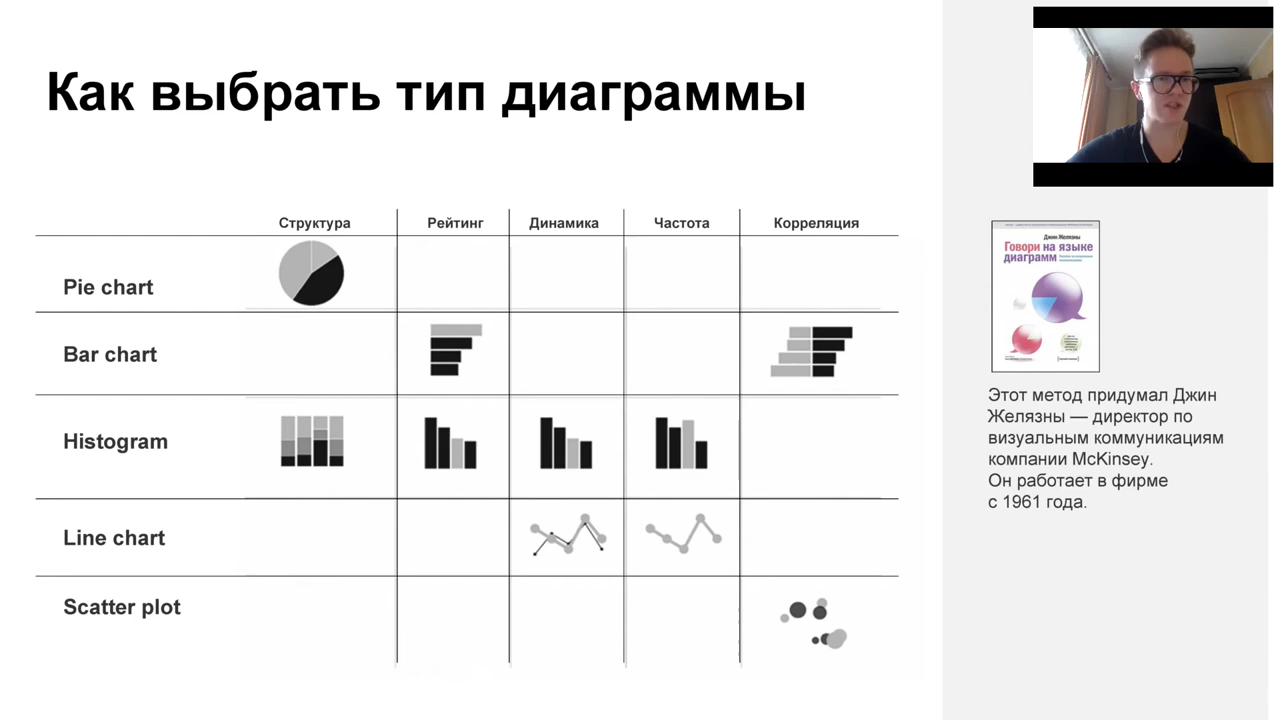 Как выбрать тип диаграммы
Структура Рейтинг Динамика Частота Корреляция
Pie chart
Bar chart
Histogram
Line chart
Scatter plot
Джин Желязны
Говори на языке
диаграмм
Этот метод придумал Джин
Желязны — директор по
визуальным коммуникациям
компании McKinsey.
Он работает в фирме
с 1961 года.